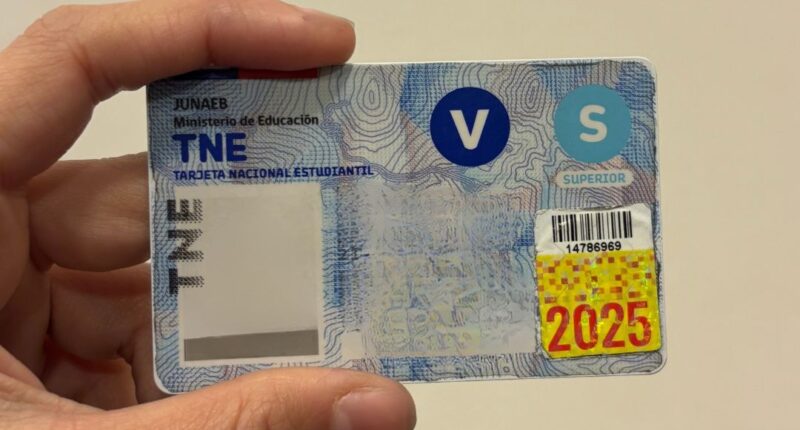 JUNAEB
Ministerio de Educación
TNE
TARJETA NACIONAL ESTUDIANTIL
V
S
SUPERIOR
TNE
14786969
2025